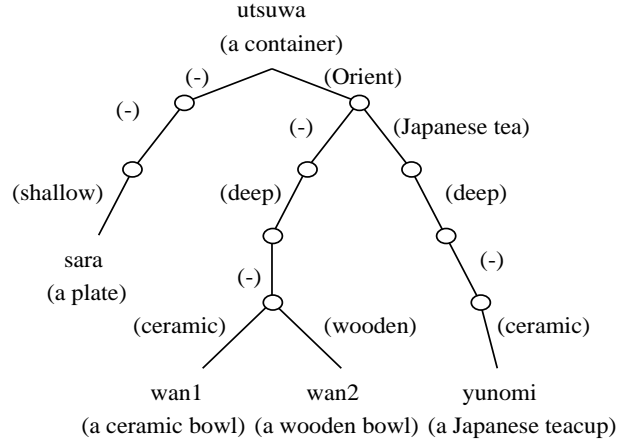 utsuwa
(a container)
(-)
(Orient)
(-)
(-)
(Japanese tea)
(shallow)
(deep)
(deep)
sara
(a plate)
(-)
(-)
(ceramic)
(wooden)
(ceramic)
wan1
wan2
yunomi
(a ceramic bowl)
(a wooden bowl)
(a Japanese teacup)